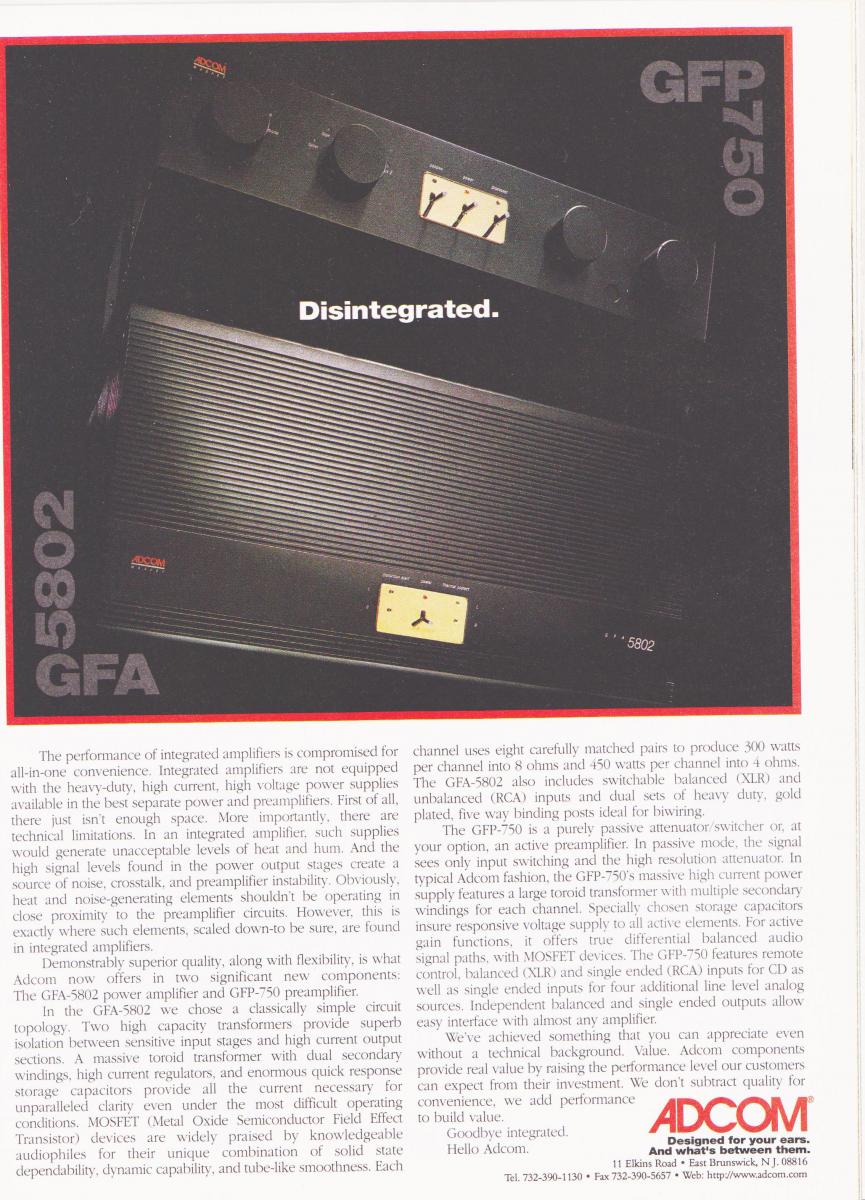 ADCOM
GFP
750
Disintegrated.
5802
GFA
ADCOM
MOSFET
distortion alert power thermal protect
GFA 5802
The performance of integrated amplifiers is compromised for
all-in-one convenience. Integrated amplifiers are not equipped
with the heavy-duty, high current, high voltage power supplies
available in the best separate power and preamplifiers. First of all,
there just isn't enough space. More importantly, there are
technical limitations. In an integrated amplifier, such supplies
would generate unacceptable levels of heat and hum. And the
high signal levels found in the power output stages create a
source of noise, crosstalk, and preamplifier instability. Obviously,
heat and noise-generating elements shouldn't be operating in
close proximity to the preamplifier circuits. However, this is
exactly where such elements, scaled down-to be sure, are found
in integrated amplifiers.
Demonstrably superior quality, along with flexibility, is what
Adcom now offers in two significant new components:
The GFA-5802 power amplifier and GFP-750 preamplifier.
In the GFA-5802 we chose a classically simple circuit
topology. Two high capacity transformers provide superb
isolation between sensitive input stages and high current output
sections. A massive toroid transformer with dual secondary
windings, high current regulators, and enormous quick response
storage capacitors provide all the current necessary for
unparalleled clarity even under the most difficult operating
conditions. MOSFET (Metal Oxide Semiconductor Field Effect
Transistor) devices are widely praised by knowledgeable
audiophiles for their unique combination of solid state
dependability, dynamic capability, and tube-like smoothness. Each
channel uses eight carefully matched pairs to produce 300 watts
per channel into 8 ohms and 450 watts per channel into 4 ohms.
The GFA-5802 also includes switchable balanced (XLR) and
unbalanced (RCA) inputs and dual sets of heavy duty, gold
plated, five way binding posts ideal for biwiring.
The GFP-750 is a purely passive attenuator/switcher or, at
your option, an active preamplifier. In passive mode, the signal
sees only input switching and the high resolution attenuator. In
typical Adcom fashion, the GFP-750's massive high current power
supply features a large toroid transformer with multiple secondary
windings for each channel. Specially chosen storage capacitors
insure responsive voltage supply to all active elements. For active
gain functions, it offers true differential balanced audio
signal paths, with MOSFET devices. The GFP-750 features remote
control, balanced (XLR) and single ended (RCA) inputs for CD as
well as single ended inputs for four additional line level analog
sources. Independent balanced and single ended outputs allow
easy interface with almost any amplifier.
We've achieved something that you can appreciate even
without a technical background. Value. Adcom components
provide real value by raising the performance level our customers
can expect from their investment. We don't subtract quality for
convenience, we add performance
to build value.
Goodbye integrated.
Hello Adcom.
ADCOM®
Designed for your ears.
And what's between them.
11 Elkins Road • East Brunswick, N.J. 08816
Tel. 732-390-1130 • Fax 732-390-5657 • Web: http://www.adcom.com